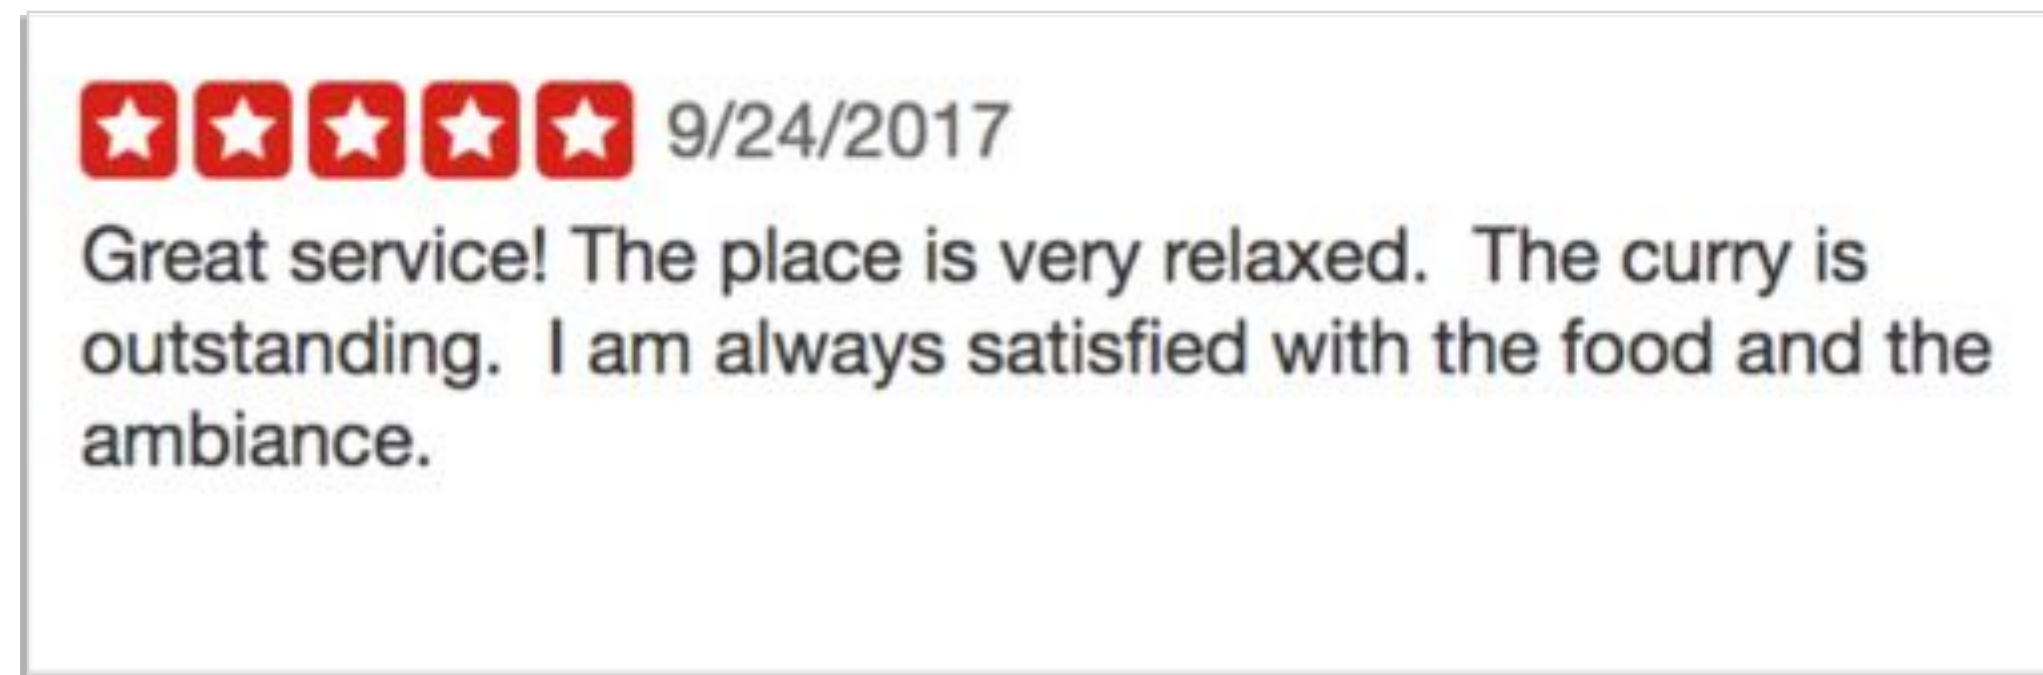 9/24/2017
Great service! The place is very relaxed.  The curry is
outstanding.  I am always satisfied with the food and the
ambiance.